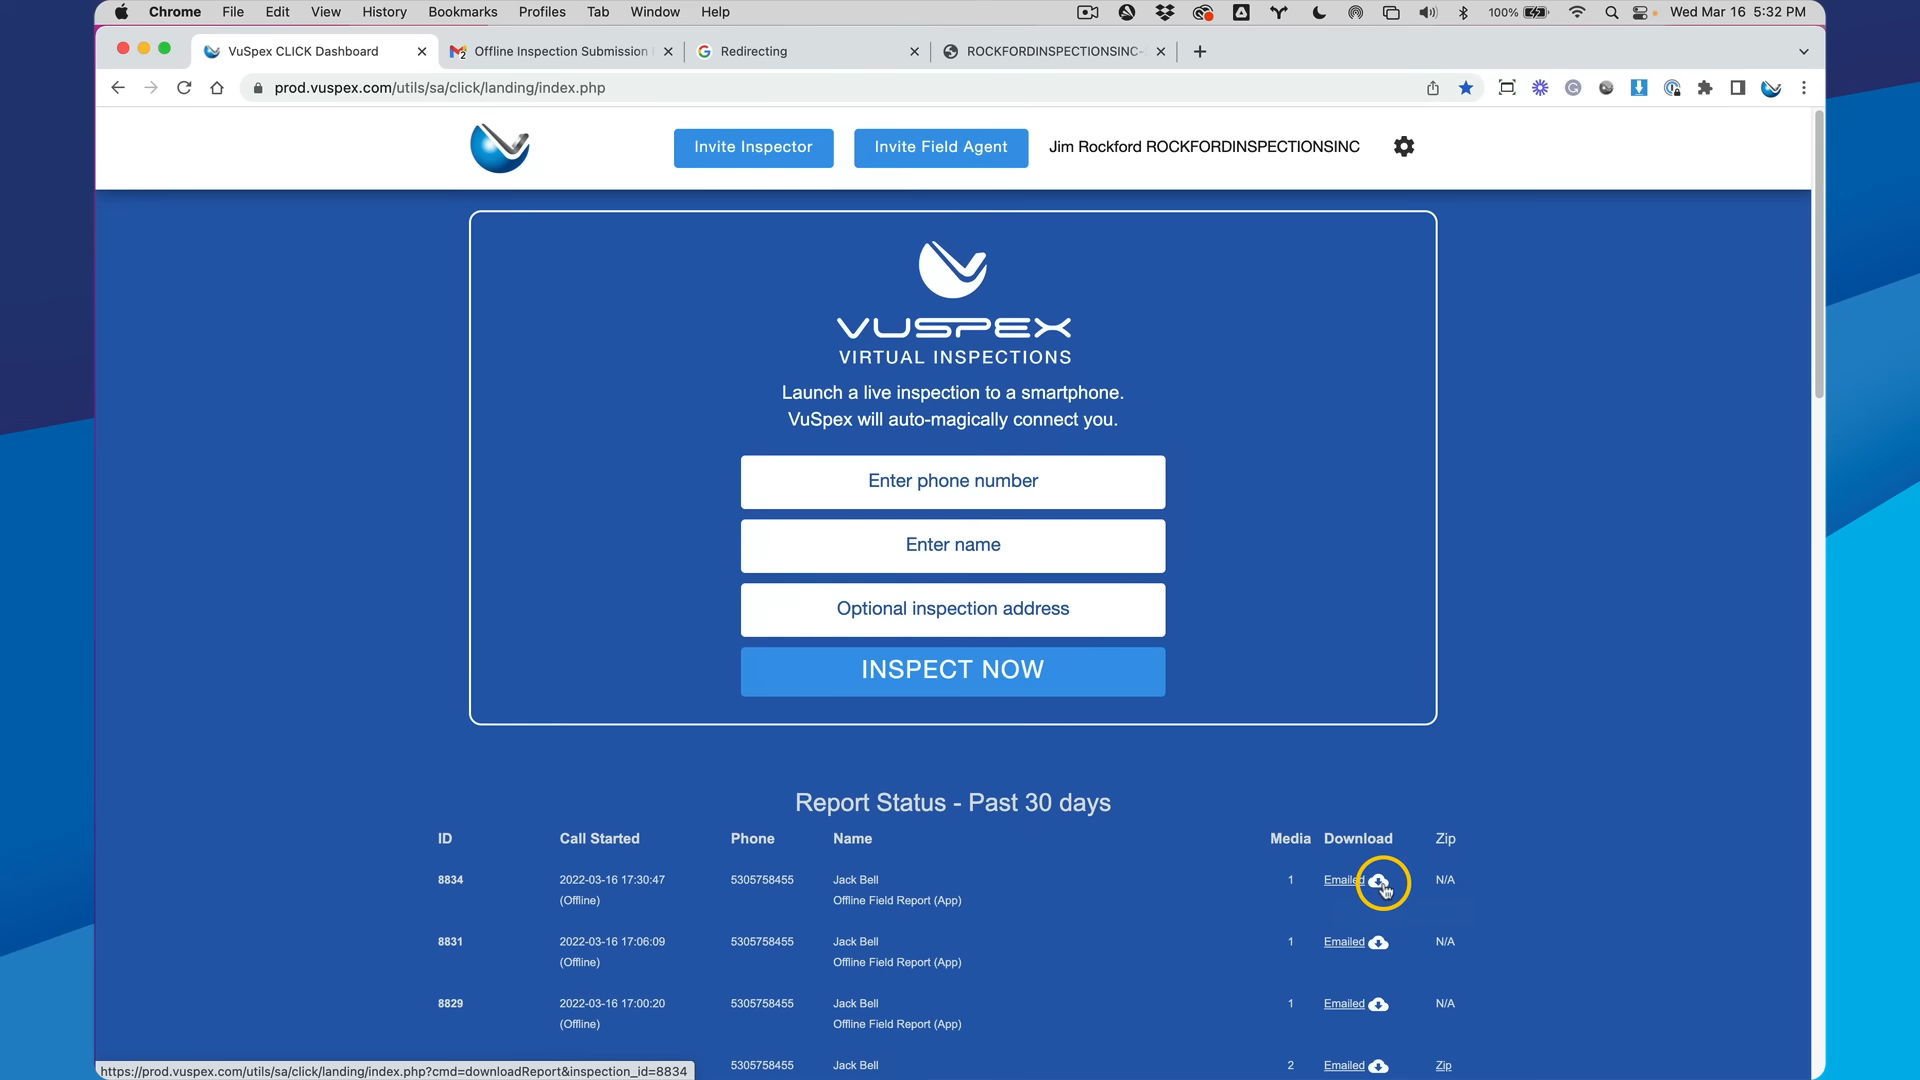 Chrome File Edit View History Bookmarks Profiles Tab Window Help 100% Wed Mar 16 5:32 PM
VuSpex CLICK Dashboard Offline Inspection Submission Redirecting ROCKFORDINSPECTIONSINC-
prod.vuspex.com/utils/sa/click/landing/index.php
Invite Inspector Invite Field Agent Jim Rockford ROCKFORDINSPECTIONSINC
VUSPEX
VIRTUAL INSPECTIONS
Launch a live inspection to a smartphone.
VuSpex will auto-magically connect you.
Enter phone number
Enter name
Optional inspection address
INSPECT NOW
Report Status - Past 30 days
ID Call Started Phone Name Media Download Zip
8834 2022-03-16 17:30:47 5305758455 Jack Bell 1 Emailed N/A
(Offline) Offline Field Report (App)
8831 2022-03-16 17:06:09 5305758455 Jack Bell 1 Emailed N/A
(Offline) Offline Field Report (App)
8829 2022-03-16 17:00:20 5305758455 Jack Bell 1 Emailed N/A
(Offline) Offline Field Report (App)
5305758455 Jack Bell 2 Emailed Zip
https://prod.vuspex.com/utils/sa/click/landing/index.php?cmd=downloadReport&inspection_id=8834